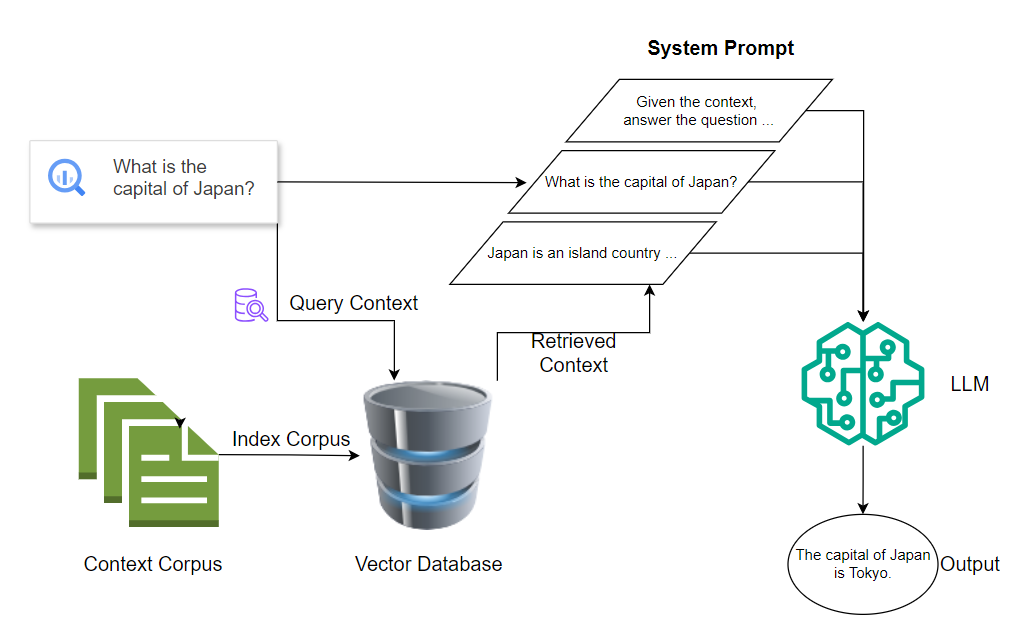 System Prompt
Given the context,
answer the question ...
What is the
capital of Japan?
What is the capital of Japan?
Japan is an island country ...
Query Context
Retrieved
Context
LLM
Index Corpus
Context Corpus
Vector Database
The capital of Japan
is Tokyo.
Output